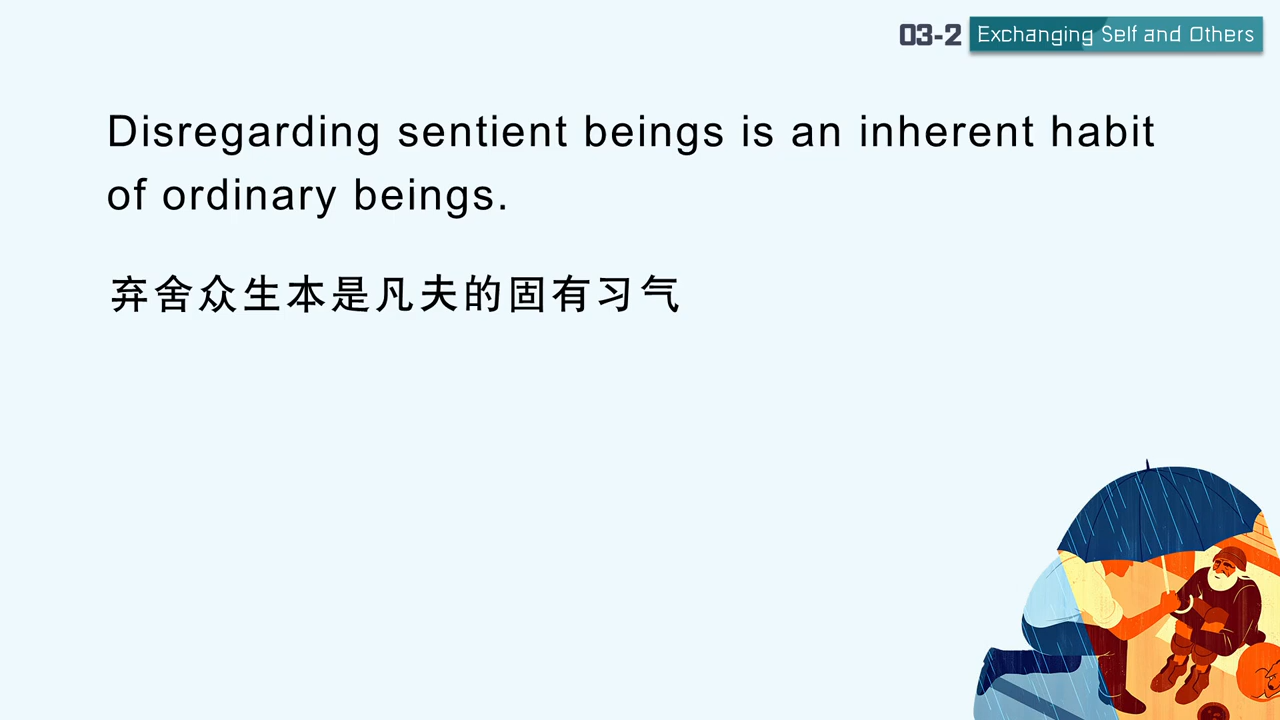 03-2 Exchanging Self and Others
Disregarding sentient beings is an inherent habit
of ordinary beings.
弃舍众生本是凡夫的固有习气